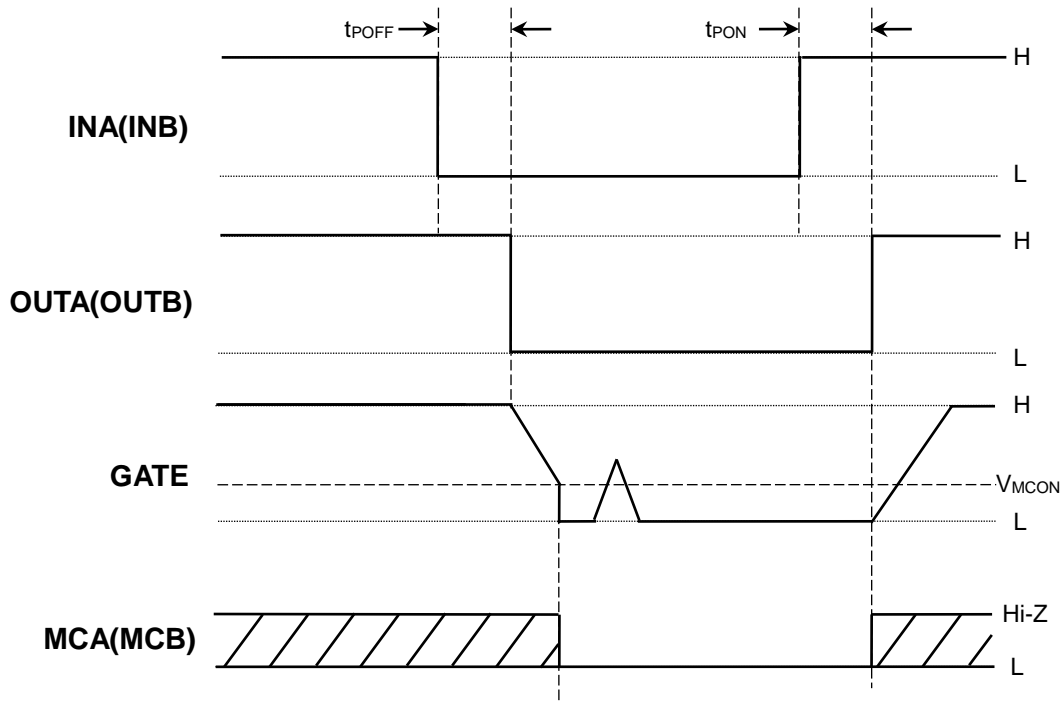 tPOFF
tPON
H
INA(INB)
L
H
OUTA(OUTB)
L
H
GATE
VMCON
L
Hi-Z
MCA(MCB)
L